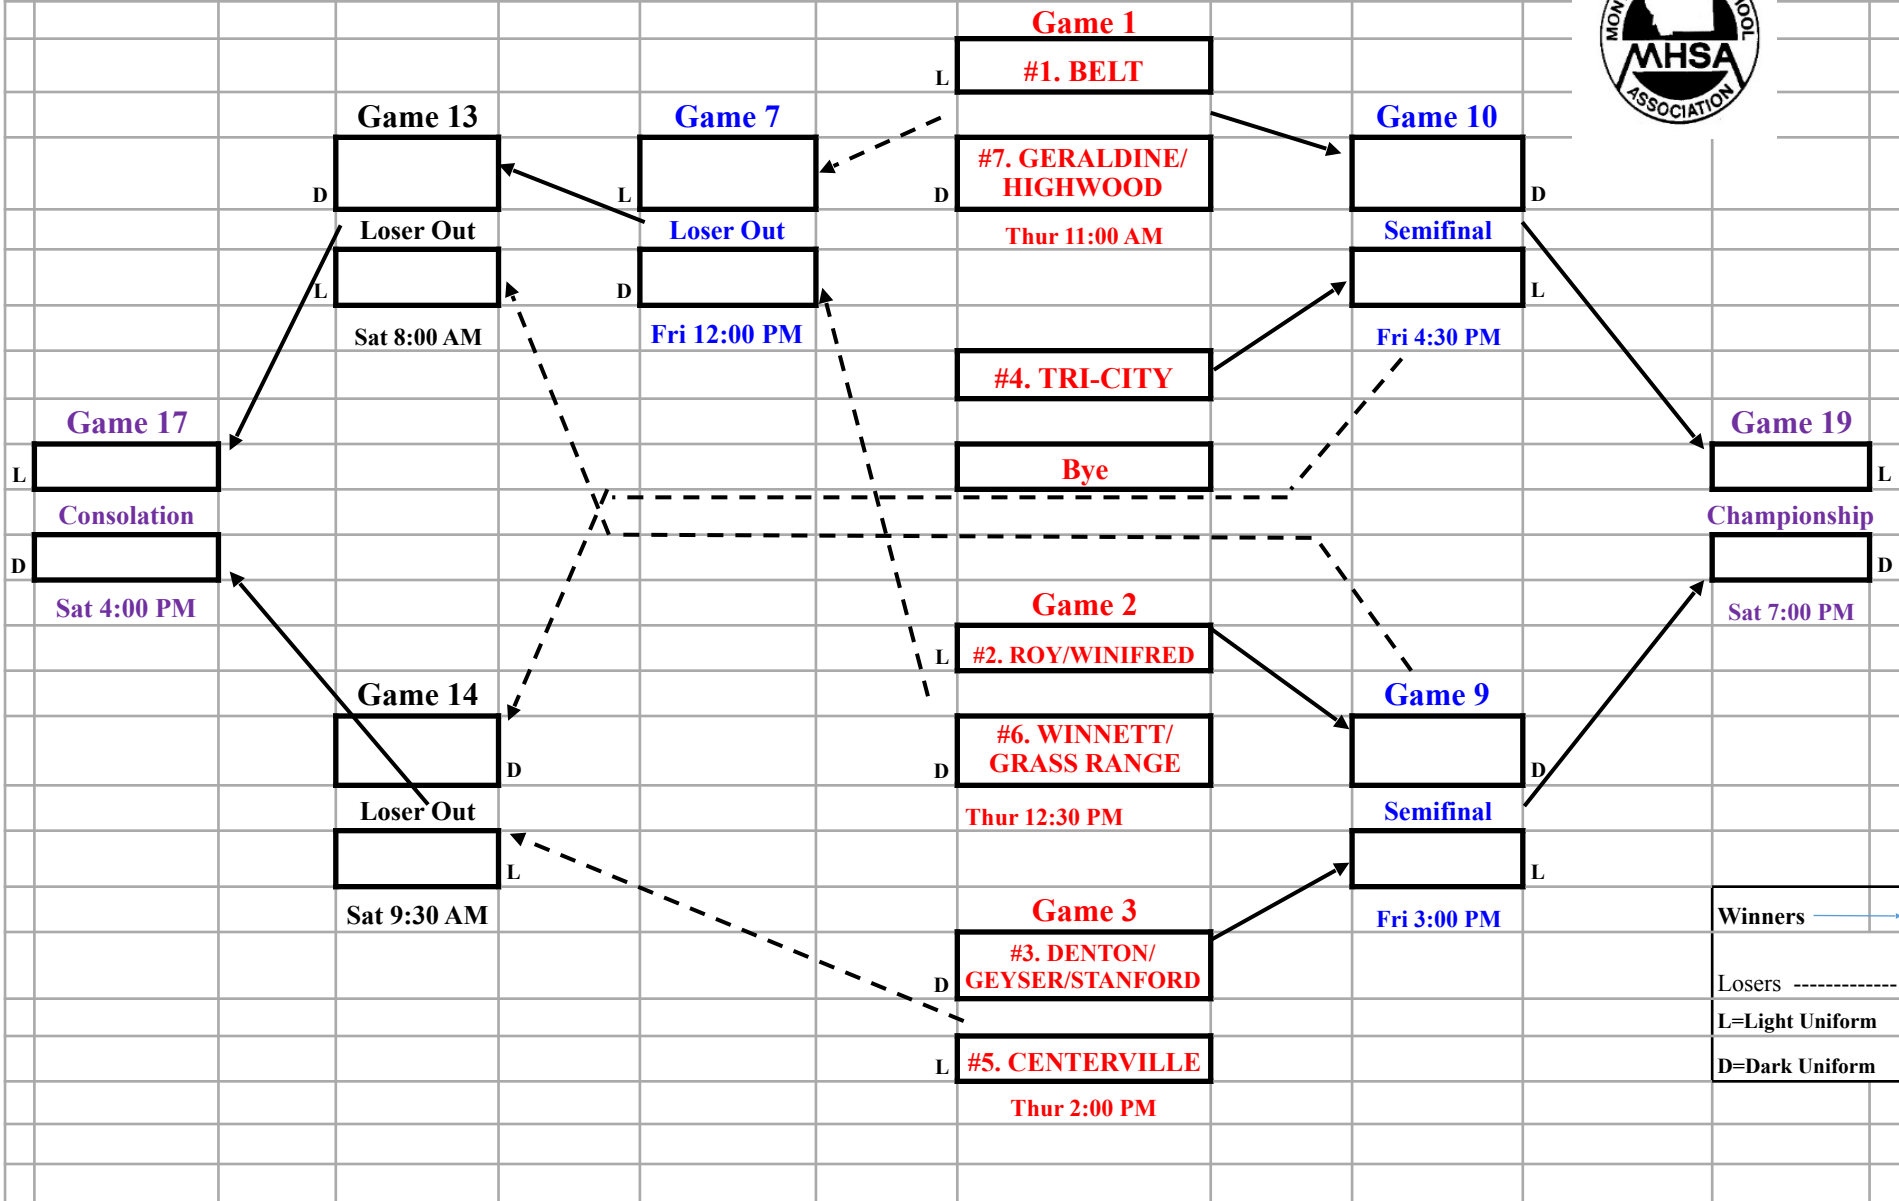 Game 1
MHSA
ASSOCIATION
L
#1. BELT
Game 13
Game 7
Game 10
D
L
#7. GERALDINE/
HIGHWOOD
D
D
Loser Out
Loser Out
Thur 11:00 AM
Semifinal
L
D
L
Sat 8:00 AM
Fri 12:00 PM
Fri 4:30 PM
#4. TRI-CITY
Game 17
Game 19
L
Bye
L
Consolation
Championship
D
D
Sat 4:00 PM
Game 2
Sat 7:00 PM
L
#2. ROY/WINIFRED
Game 14
Game 9
D
#6. WINNETT/
GRASS RANGE
D
D
Loser Out
Thur 12:30 PM
Semifinal
L
L
Sat 9:30 AM
Game 3
Fri 3:00 PM
Winners
#3. DENTON/
GEYSER/STANFORD
D
Losers
L=Light Uniform
L
#5. CENTERVILLE
D=Dark Uniform
Thur 2:00 PM